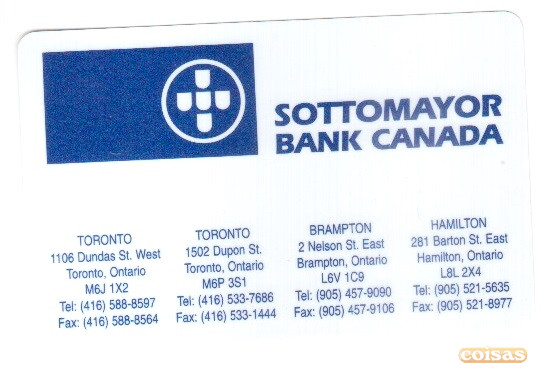 SOTTOMAYOR
BANK CANADA
TORONTO
1106 Dundas St. West
Toronto, Ontario
M6J 1X2
Tel: (416) 588-8597
Fax: (416) 588-8564
TORONTO
1502 Dupon St.
Toronto, Ontario
M6P 3S1
Tel: (416) 533-7686
Fax: (416) 533-1444
BRAMPTON
2 Nelson St. East
Brampton, Ontario
L6V 1C9
Tel: (905) 457-9090
Fax: (905) 457-9106
HAMILTON
281 Barton St. East
Hamilton, Ontario
L8L 2X4
Tel: (905) 521-5635
Fax: (905) 521-8977
coisas